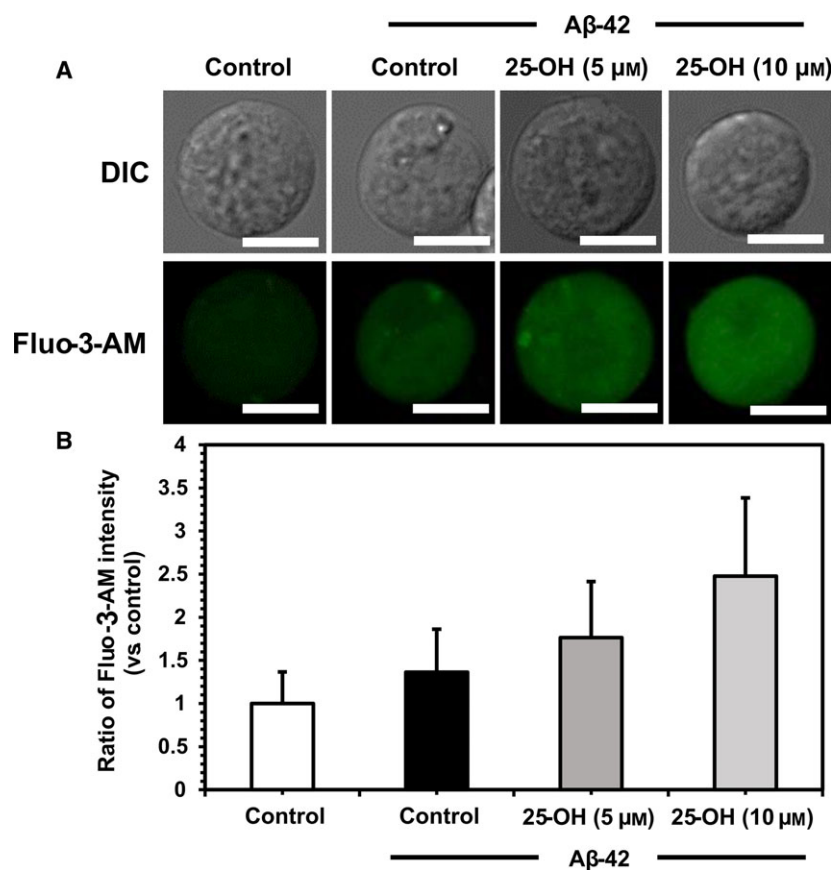 Aβ-42
A
Control Control 25-OH (5 μM) 25-OH (10 μM)
DIC
Fluo-3-AM
B
Ratio of Fluo-3-AM intensity
(vs control)
4
3.5
3
2.5
2
1.5
1
0.5
0
Control Control 25-OH (5 μM) 25-OH (10 μM)
Aβ-42